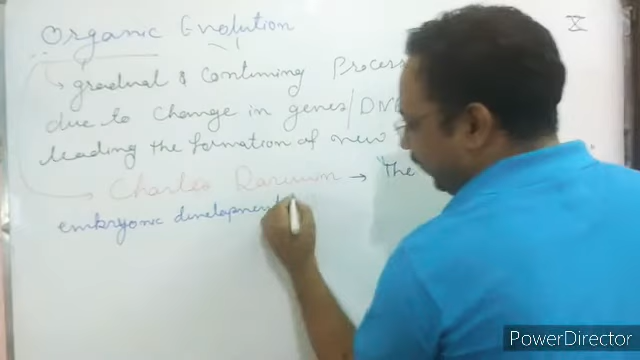 Organic Evolution
X
gradual & continuing Process
due to change in genes/DNA
leading the formation of new
Charles Darwin → "The
embryonic development
PowerDirector